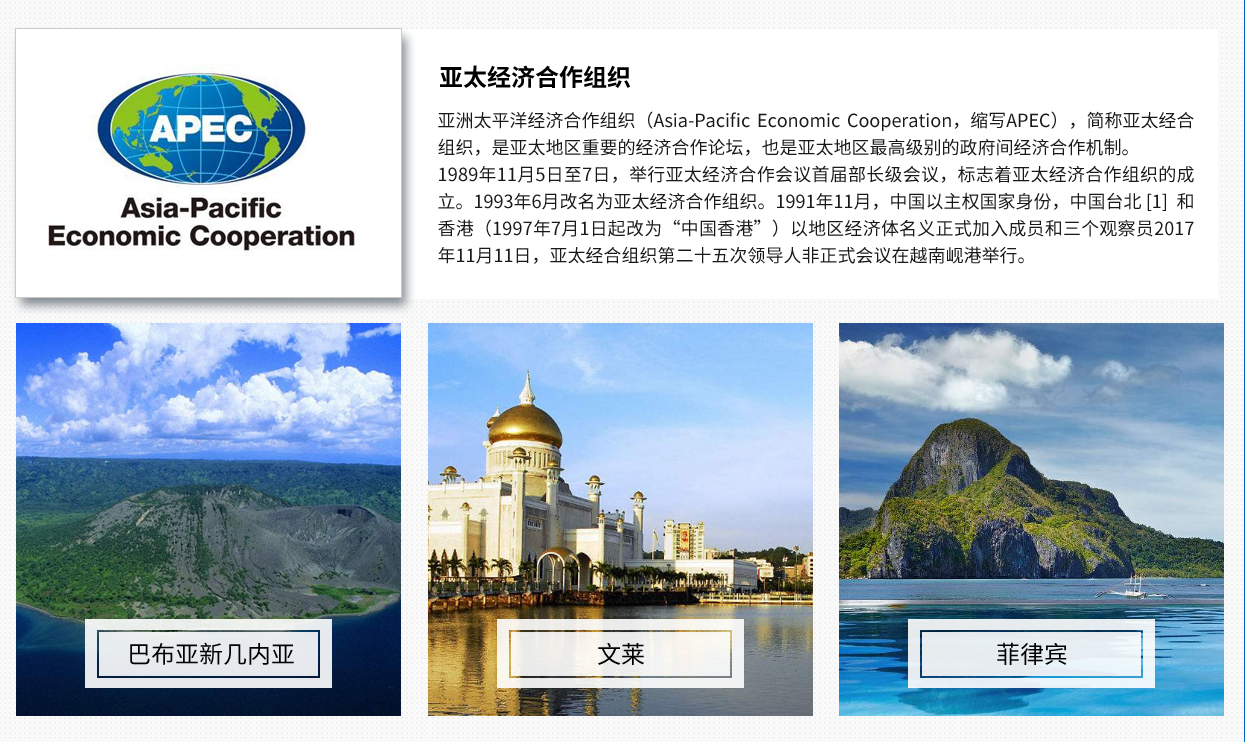 APEC
Asia-Pacific
Economic Cooperation
亚太经济合作组织
亚洲太平洋经济合作组织（Asia-Pacific Economic Cooperation，缩写APEC），简称亚太经合
组织，是亚太地区重要的经济合作论坛，也是亚太地区最高级别的政府间经济合作机制。
1989年11月5日至7日，举行亚太经济合作会议首届部长级会议，标志着亚太经济合作组织的成
立。1993年6月改名为亚太经济合作组织。1991年11月，中国以主权国家身份，中国台北 [1] 和
香港（1997年7月1日起改为“中国香港”）以地区经济体名义正式加入成员和三个观察员2017
年11月11日，亚太经合组织第二十五次领导人非正式会议在越南岘港举行。
巴布亚新几内亚
文莱
菲律宾